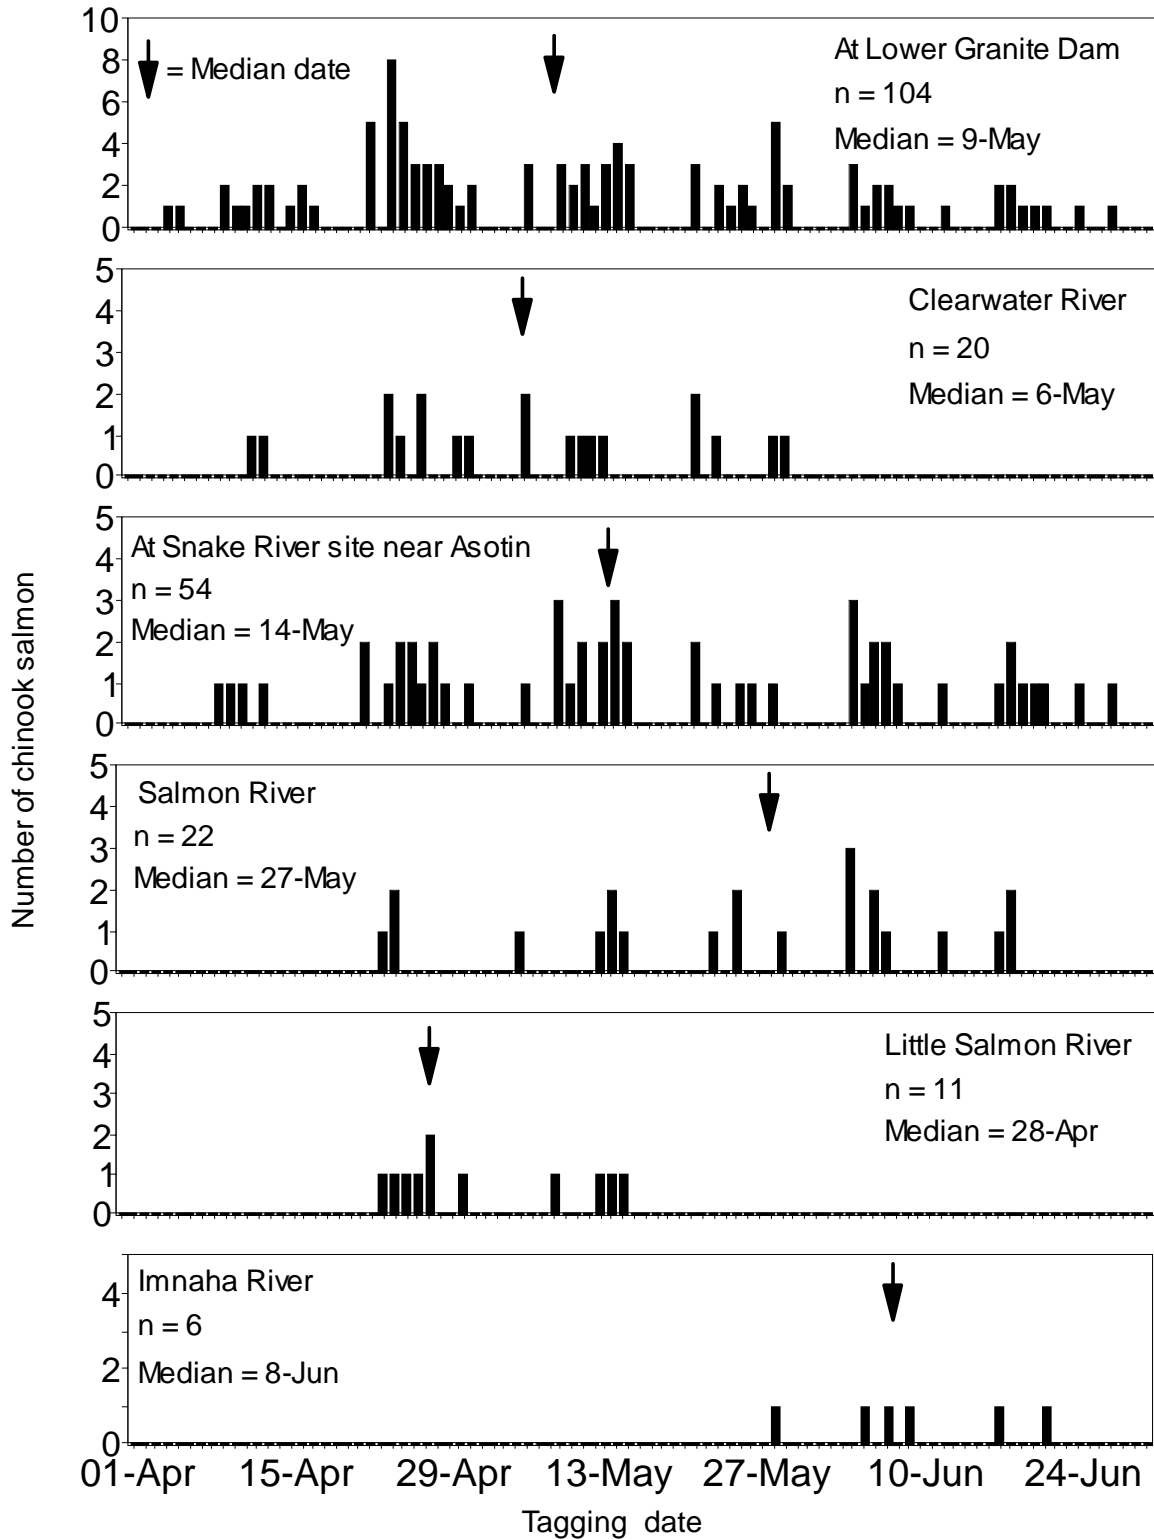 10
8
6
4
2
0
= Median date
At Lower Granite Dam
n = 104
Median = 9-May
5
4
3
2
1
0
Clearwater River
n = 20
Median = 6-May
5
4
3
2
1
0
At Snake River site near Asotin
n = 54
Median = 14-May
Number of chinook salmon
5
4
3
2
1
0
Salmon River
n = 22
Median = 27-May
5
4
3
2
1
0
Little Salmon River
n = 11
Median = 28-Apr
4
2
0
Imnaha River
n = 6
Median = 8-Jun
01-Apr 15-Apr 29-Apr 13-May 27-May 10-Jun 24-Jun
Tagging date